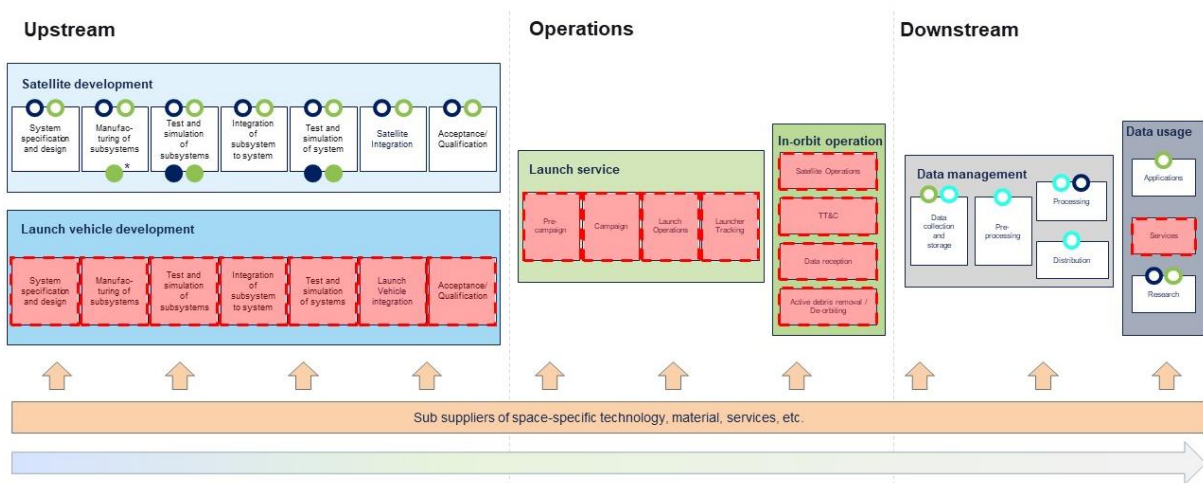 Upstream
Operations
Downstream
Satellite development
System
specification
and design
Manufac-
turing of
subsystems
*
Test and
simulation
of
subsystems
Integration
of
subsystem
to system
Test and
simulation
of system
Satellite
Integration
Acceptance/
Qualification
Launch vehicle development
System
specification
and design
Manufac-
turing of
subsystems
Test and
simulation
of
subsystems
Integration
of
subsystem
to system
Test and
simulation
of systems
Launch
Vehicle
integration
Acceptance/
Qualification
Launch service
Pre-
campaign
Campaign
Launch
Operations
Launcher
Tracking
In-orbit operation
Satellite Operations
TT&C
Data reception
Active debris removal /
De-orbiting
Data management
Data
collection
and
storage
Pre-
processing
Processing
Distribution
Data usage
Applications
Services
Research
Sub suppliers of space-specific technology, material, services, etc.